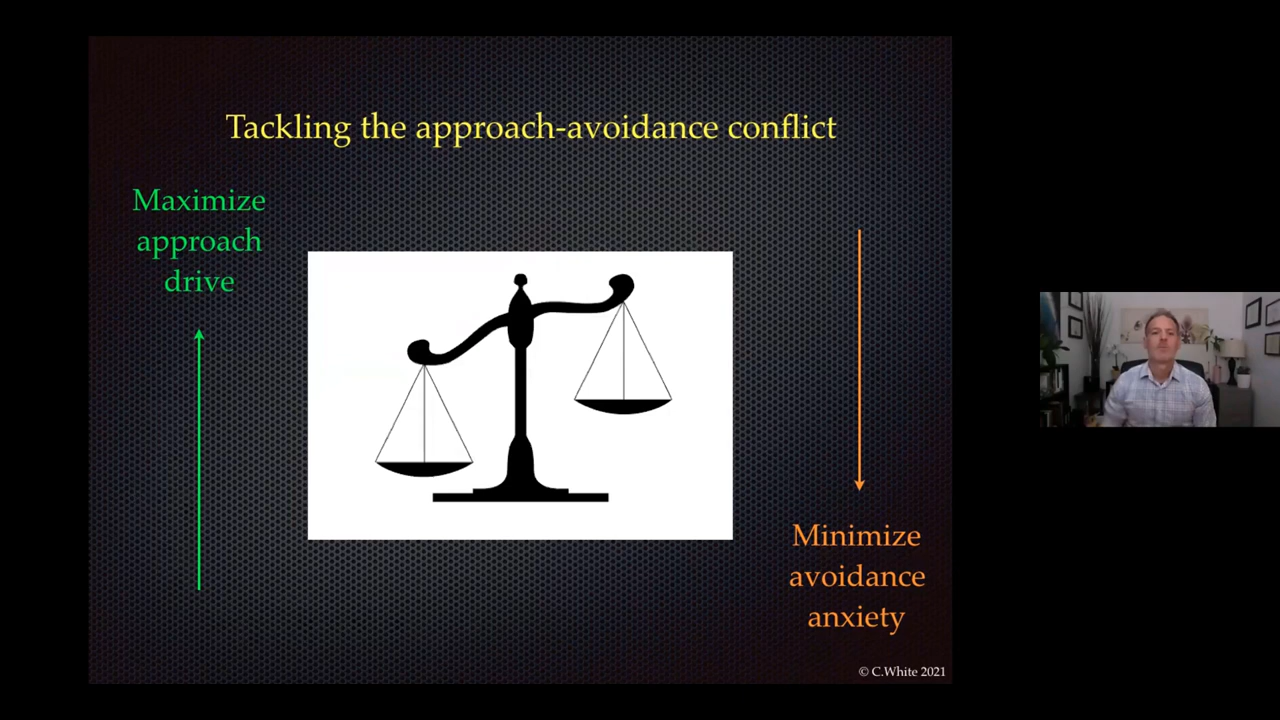 Tackling the approach-avoidance conflict
Maximize
approach
drive
Minimize
avoidance
anxiety
© C.White 2021